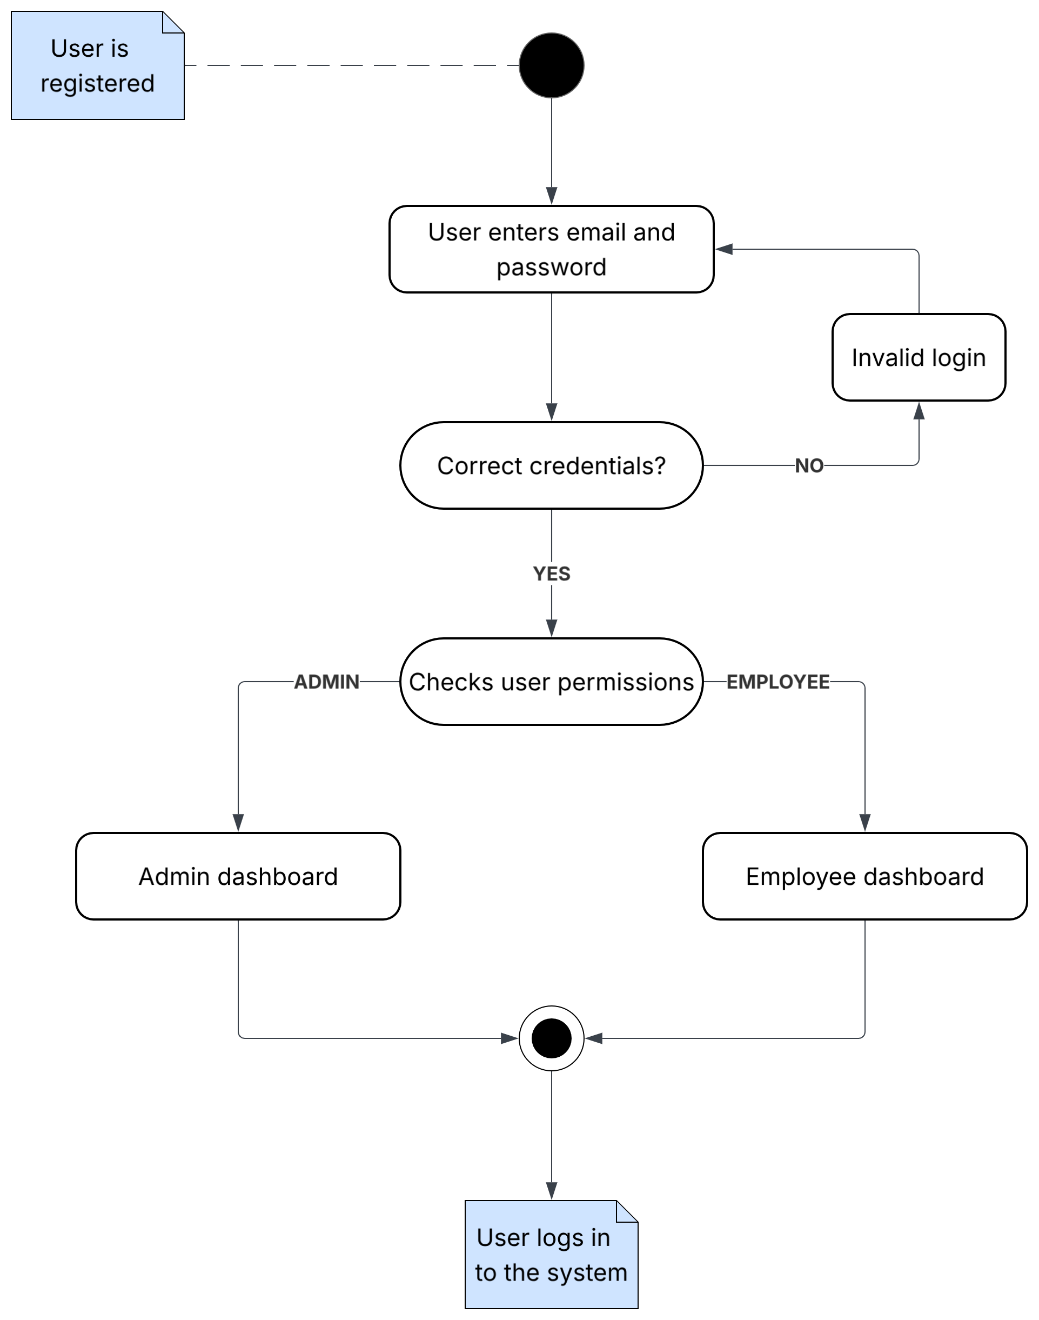 User is
registered
User enters email and
password
Invalid login
Correct credentials?
NO
YES
ADMIN
Checks user permissions
EMPLOYEE
Admin dashboard
Employee dashboard
User logs in
to the system